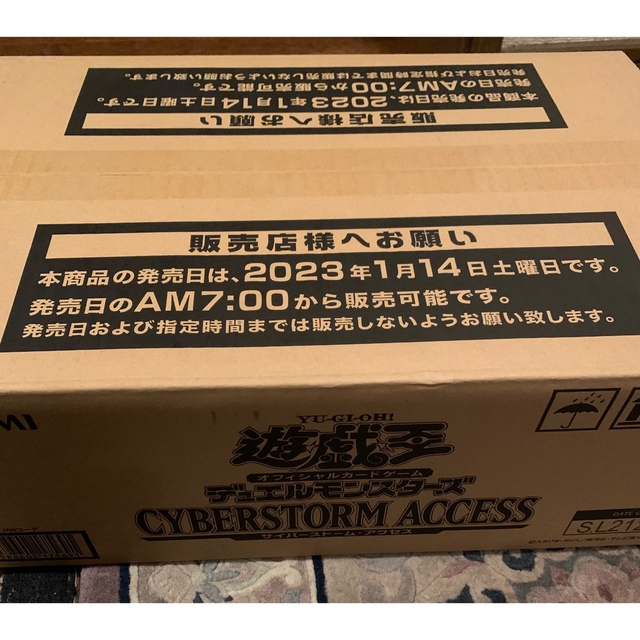 発売日および指定時間までは販売しないようお願い致します。
発売日のAM7:00から販売可能です。
本商品の発売日は、2023年1月14日土曜日です。
販売店様へお願い
販売店様へお願い
本商品の発売日は、2023年1月14日土曜日です。
発売日のAM7:00から販売可能です。
発売日および指定時間までは販売しないようお願い致します。
MI
YU-GI-OH!
遊戯王
オフィシャルカードゲーム
デュエルモンスターズ
CYBERSTORM ACCESS
サイバーストーム・アクセス
SL21